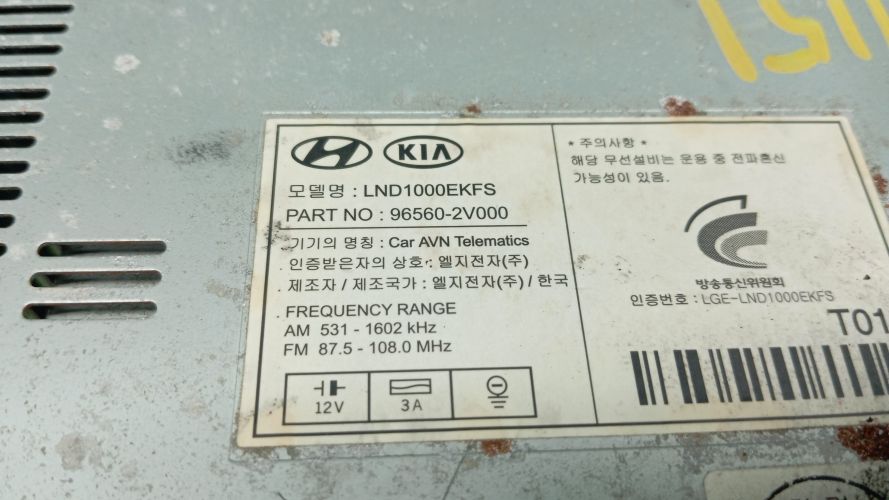 1151
KIA
모델명 : LND1000EKFS
PART NO : 96560-2V000
기기의 명칭 : Car AVN Telematics
인증받은자의 상호 : 엘지전자(주)
제조자 / 제조국가 : 엘지전자(주) / 한국
FREQUENCY RANGE
AM 531 - 1602 kHz
FM 87.5 - 108.0 MHz
12V
3A
* 주의사항 *
해당 무선설비는 운용 중 전파혼신
가능성이 있음.
방송통신위원회
인증번호 : LGE-LND1000EKFS
T01